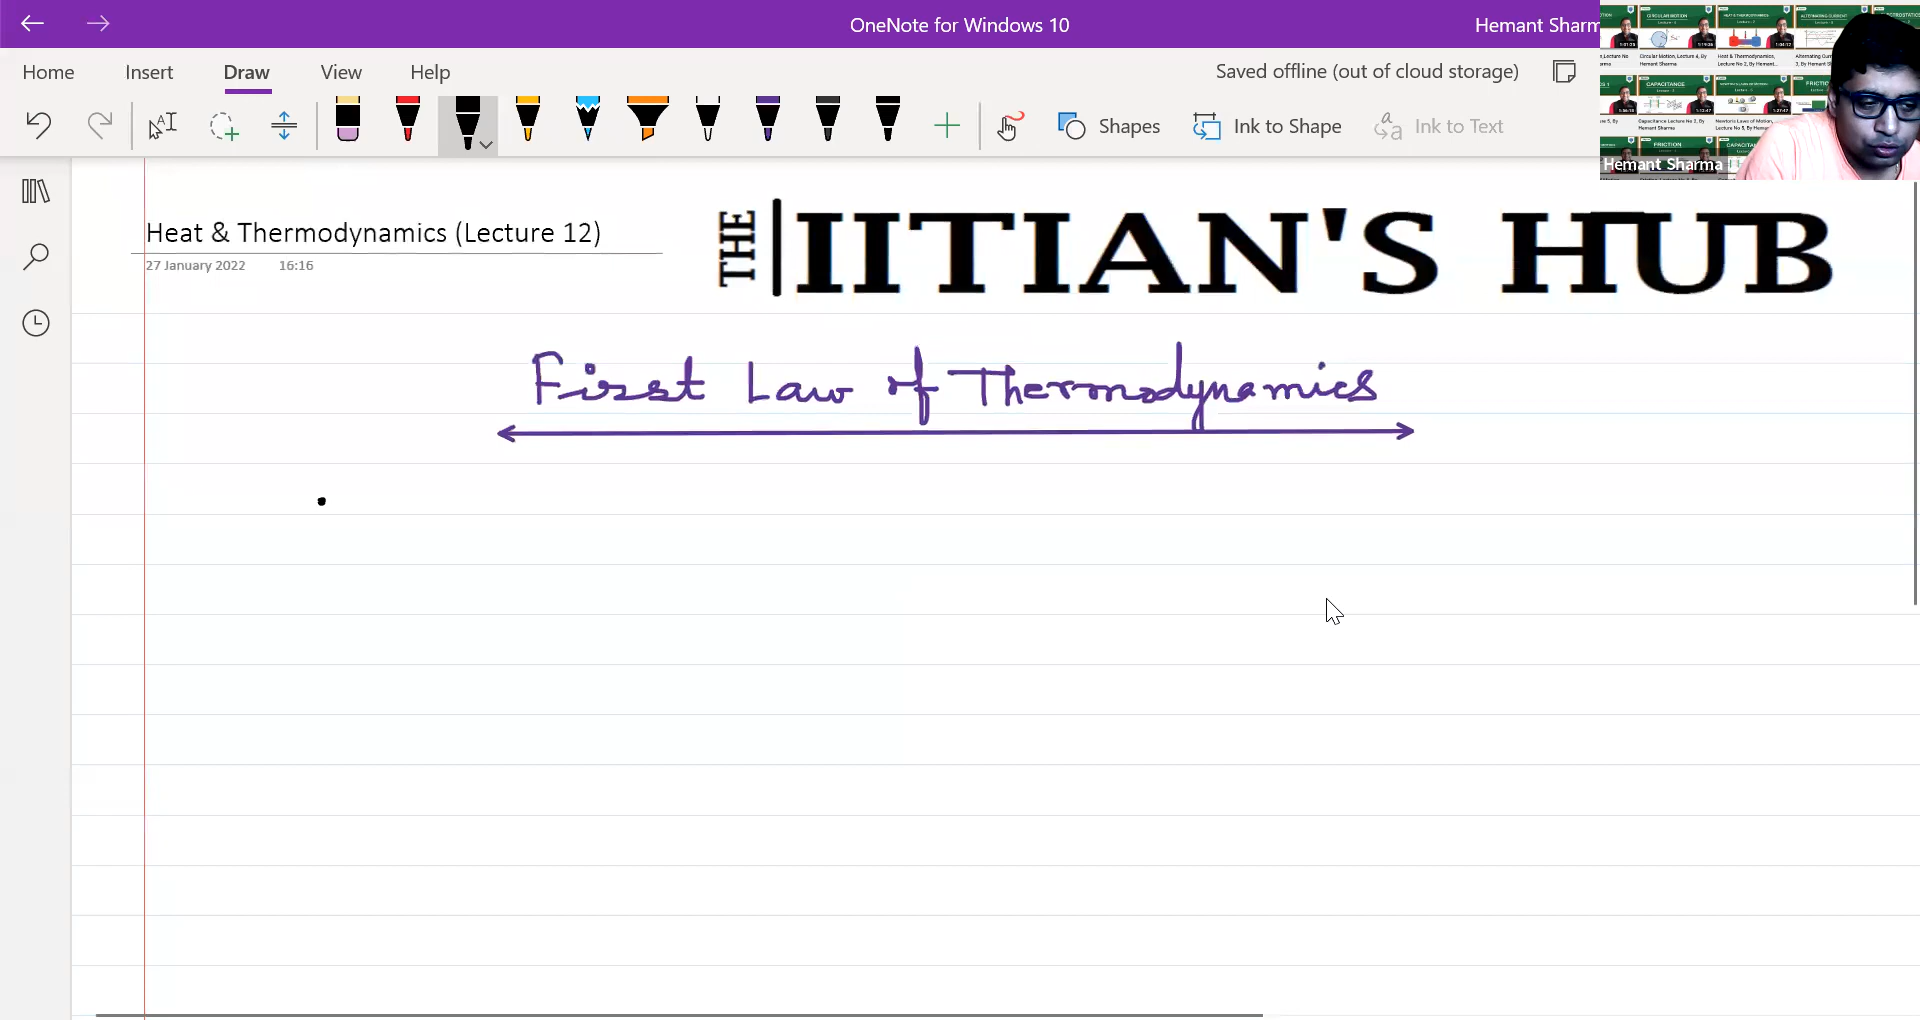 OneNote for Windows 10
Hemant Sharm
Home Insert Draw View Help
Saved offline (out of cloud storage)
Shapes
Ink to Shape
Ink to Text
Hemant Sharma
Heat & Thermodynamics (Lecture 12)
27 January 2022 16:16
THE IITIAN'S HUB
First Law of Thermodynamics